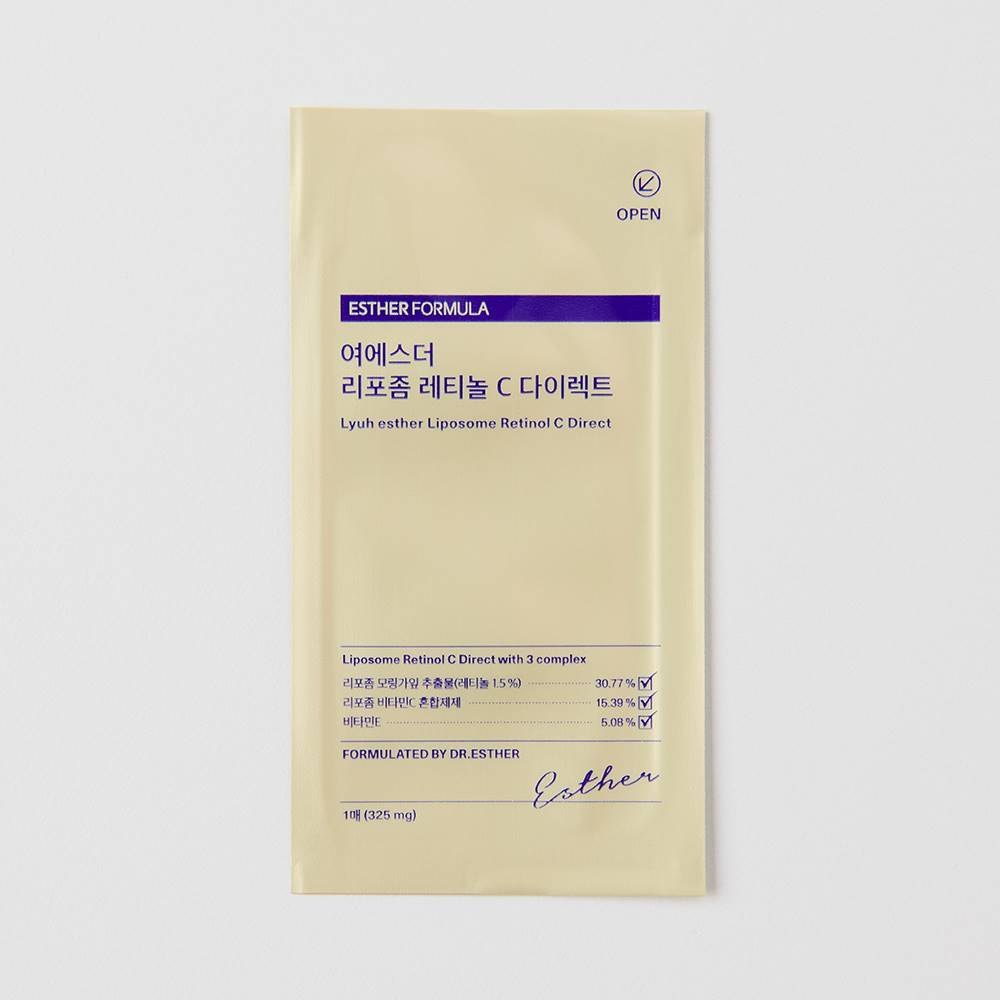 OPEN
ESTHER FORMULA
여에스더
리포좀 레티놀 C 다이렉트
Lyuh esther Liposome Retinol C Direct
Liposome Retinol C Direct with 3 complex
리포좀 모링가잎 추출물(레티놀 1.5%) 30.77 %
리포좀 비타민C 혼합제제 15.39 %
비타민E 5.08 %
FORMULATED BY DR.ESTHER
Esther
1매 (325 mg)